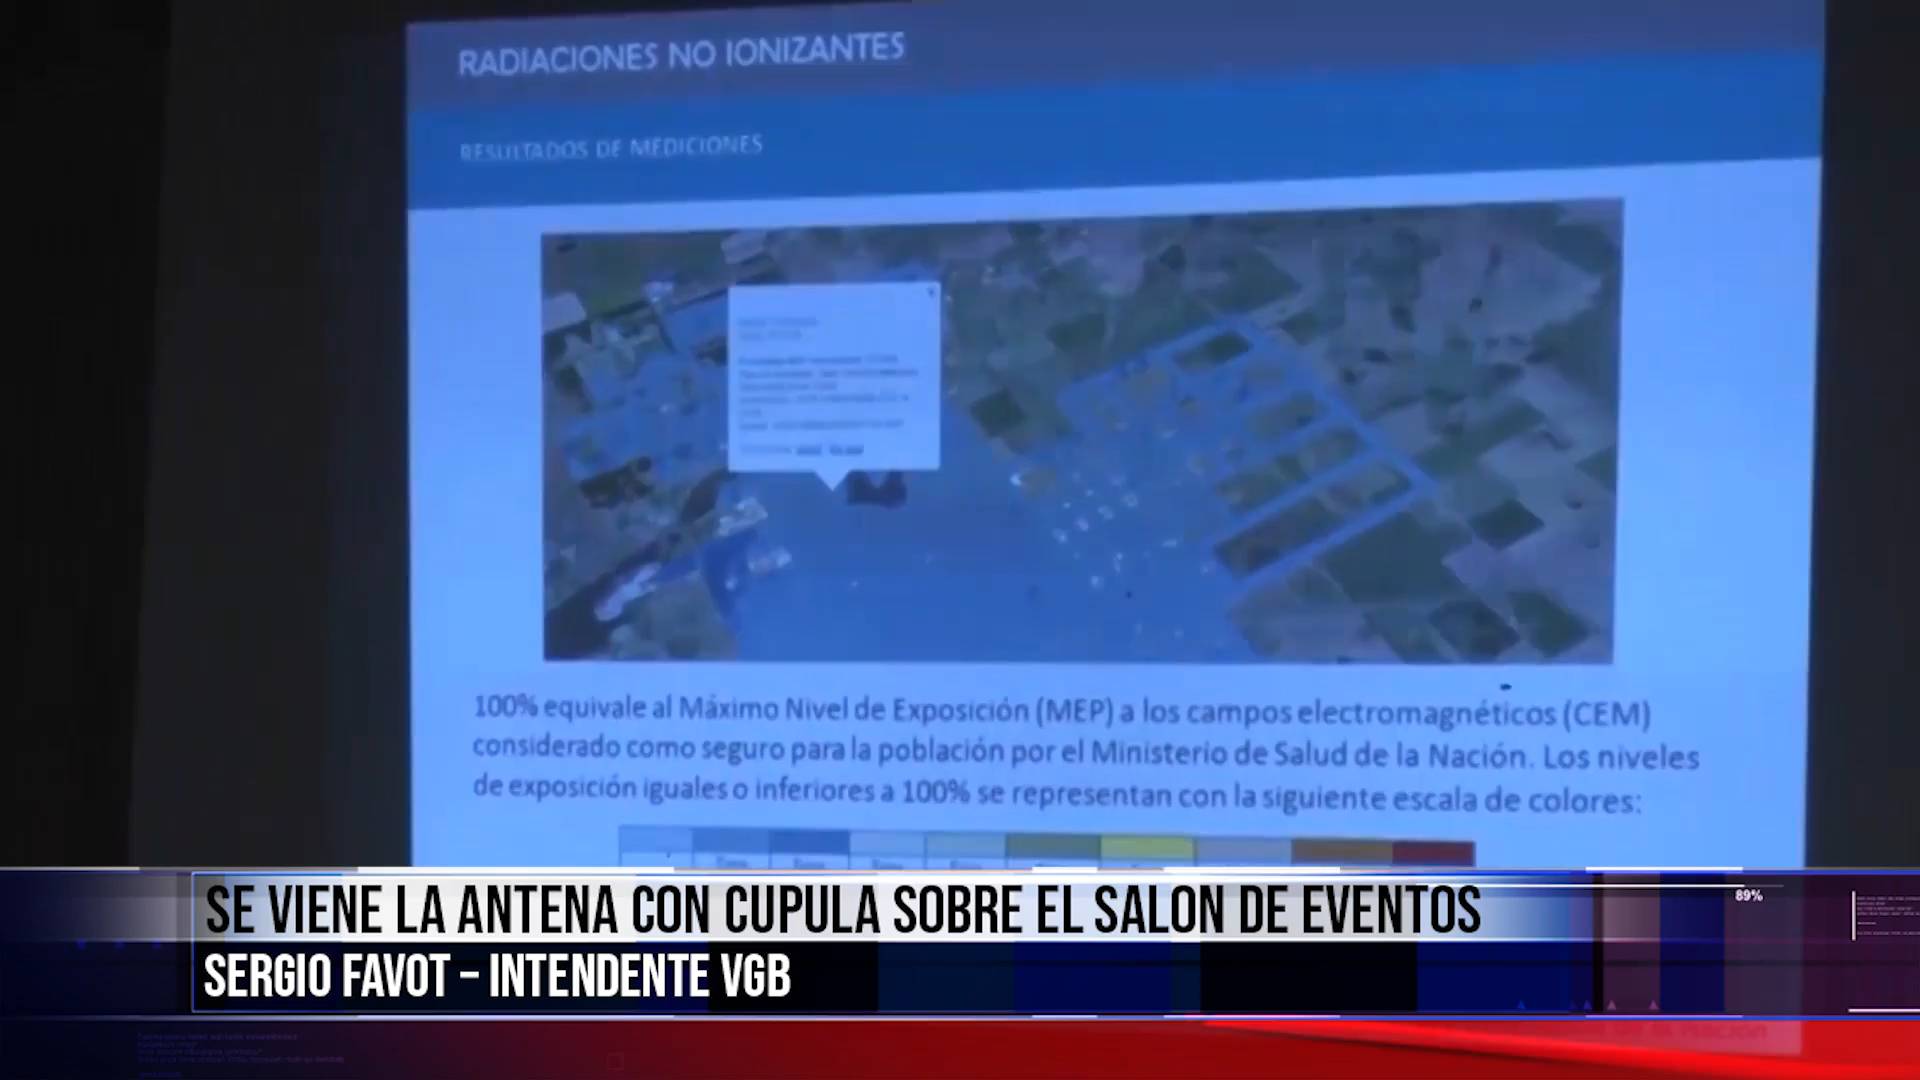 RADIACIONES NO IONIZANTES
RESULTADOS DE MEDICIONES
100% equivale al Máximo Nivel de Exposición (MEP) a los campos electromagnéticos (CEM)
considerado como seguro para la población por el Ministerio de Salud de la Nación. Los niveles
de exposición iguales o inferiores a 100% se representan con la siguiente escala de colores:
SE VIENE LA ANTENA CON CUPULA SOBRE EL SALON DE EVENTOS
89%
SERGIO FAVOT – INTENDENTE VGB